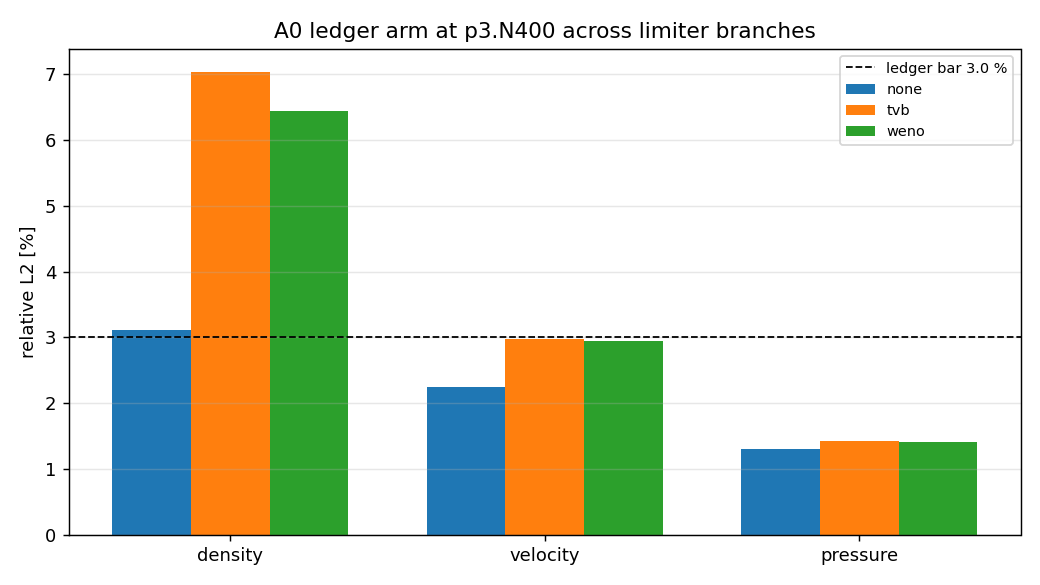 A0 ledger arm at p3.N400 across limiter branches
ledger bar 3.0 %
none
tvb
weno
relative L2 [%]
7
6
5
4
3
2
1
0
density
velocity
pressure